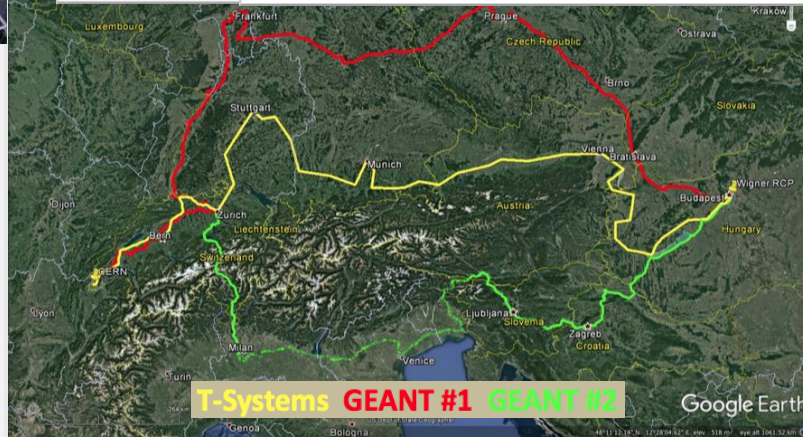 Kraków
Luxembourg
Frankfurt
Prague
Ostrava
Czech Republic
Brno
Slovakia
Stuttgart
Munich
Vienna
Bratislava
Wigner RCP
Budapest
Dijon
Zurich
Austria
Hungary
Bern
Liechtenstein
Switzerland
CERN
Lyon
Ljubljana
Slovenia
Zagreb
Croatia
Milan
Venice
Turin
T-Systems GEANT #1 GEANT #2
Google Earth
Genoa
Bologna